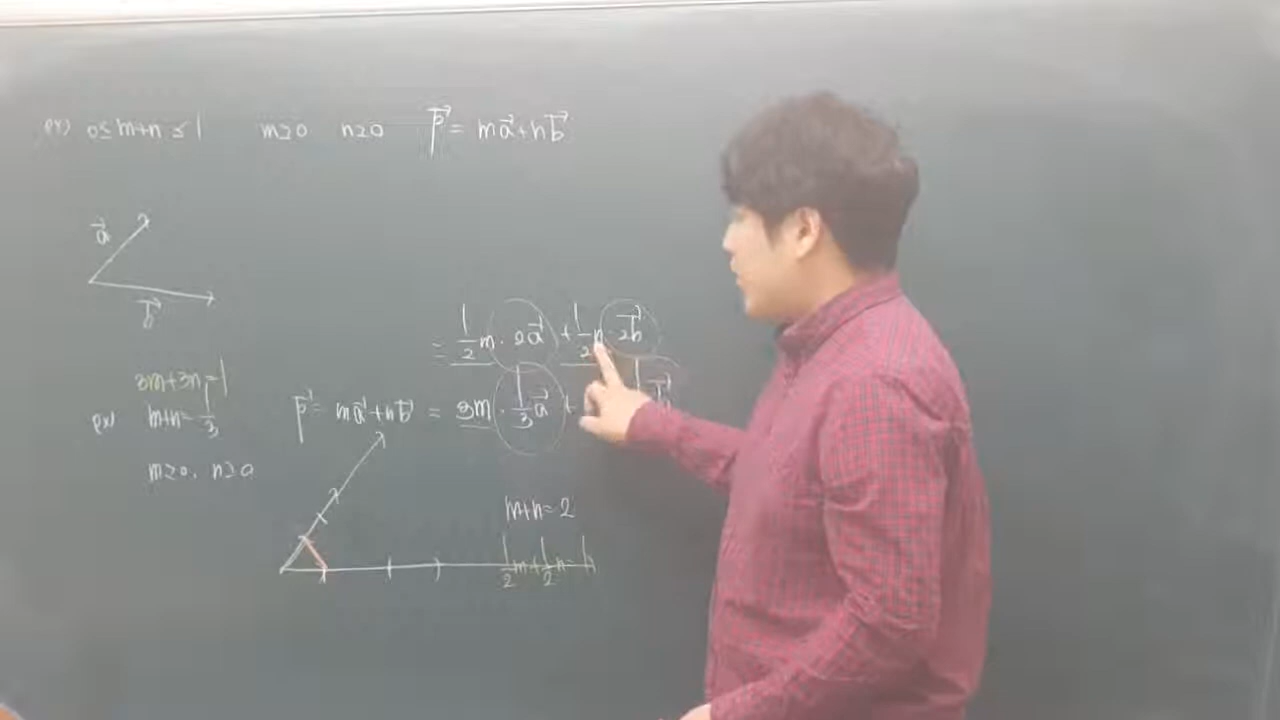 ex) 0≤m+n≤1 m≥0 n≥0 p⃗ = ma⃗+nb⃗
a⃗
b⃗
= 1/2 m · 2a⃗ + 1/2 n · 2b⃗
3m+3n=1
ex) m+n=1/3
p⃗ = ma⃗+nb⃗ = 3m · 1/3 a⃗ +
m≥0, n≥0
m+n=2
1/2 m+1/2 n=1